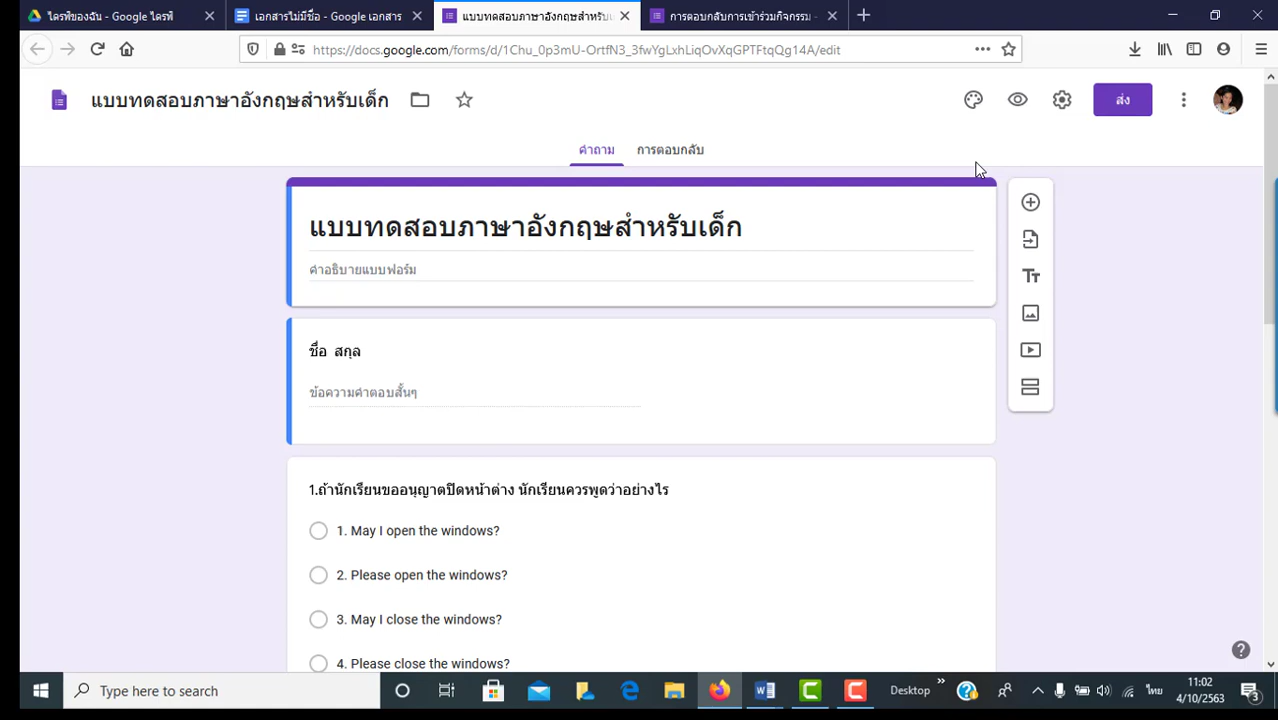 ไดรฟ์ของฉัน - Google ไดรฟ์
เอกสารไม่มีชื่อ - Google เอกสาร
แบบทดสอบภาษาอังกฤษสำหรับเ
การตอบกลับการเข้าร่วมกิจกรรม -
https://docs.google.com/forms/d/1Chu_0p3mU-OrtfN3_3fwYgLxhLiqOvXqGPTFtqQg14A/edit
แบบทดสอบภาษาอังกฤษสำหรับเด็ก
ส่ง
คำถาม
การตอบกลับ
แบบทดสอบภาษาอังกฤษสำหรับเด็ก
คำอธิบายแบบฟอร์ม
Tт
ชื่อ สกุล
ข้อความคำตอบสั้นๆ
1.ถ้านักเรียนขออนุญาตปิดหน้าต่าง นักเรียนควรพูดว่าอย่างไร
1. May I open the windows?
2. Please open the windows?
3. May I close the windows?
4. Please close the windows?
Type here to search
Desktop
ไทย
11:02
4/10/2563
3